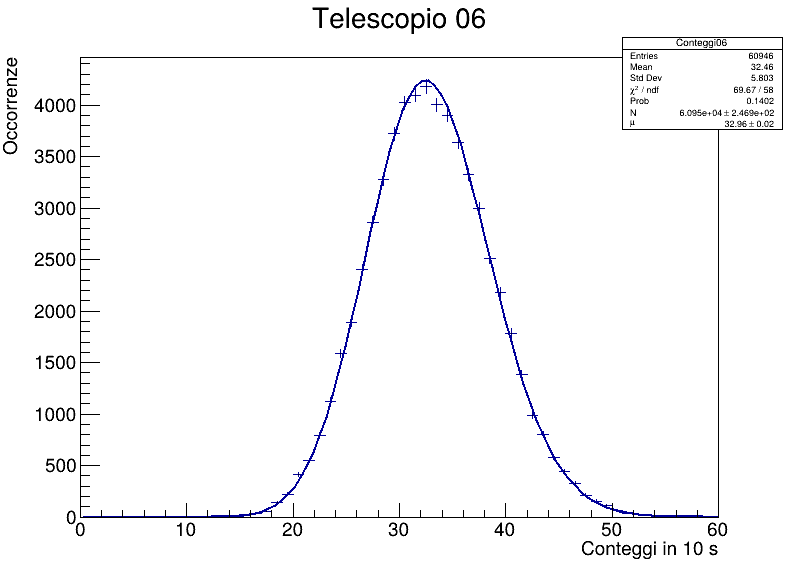 Telescopio 06
Conteggi06
Entries 60946
Mean 32.46
Std Dev 5.803
χ² / ndf 69.67 / 58
Prob 0.1402
N 6.095e+04 ± 2.469e+02
μ 32.96 ± 0.02
Occorrenze
4000
3500
3000
2500
2000
1500
1000
500
0
0 10 20 30 40 50 60
Conteggi in 10 s